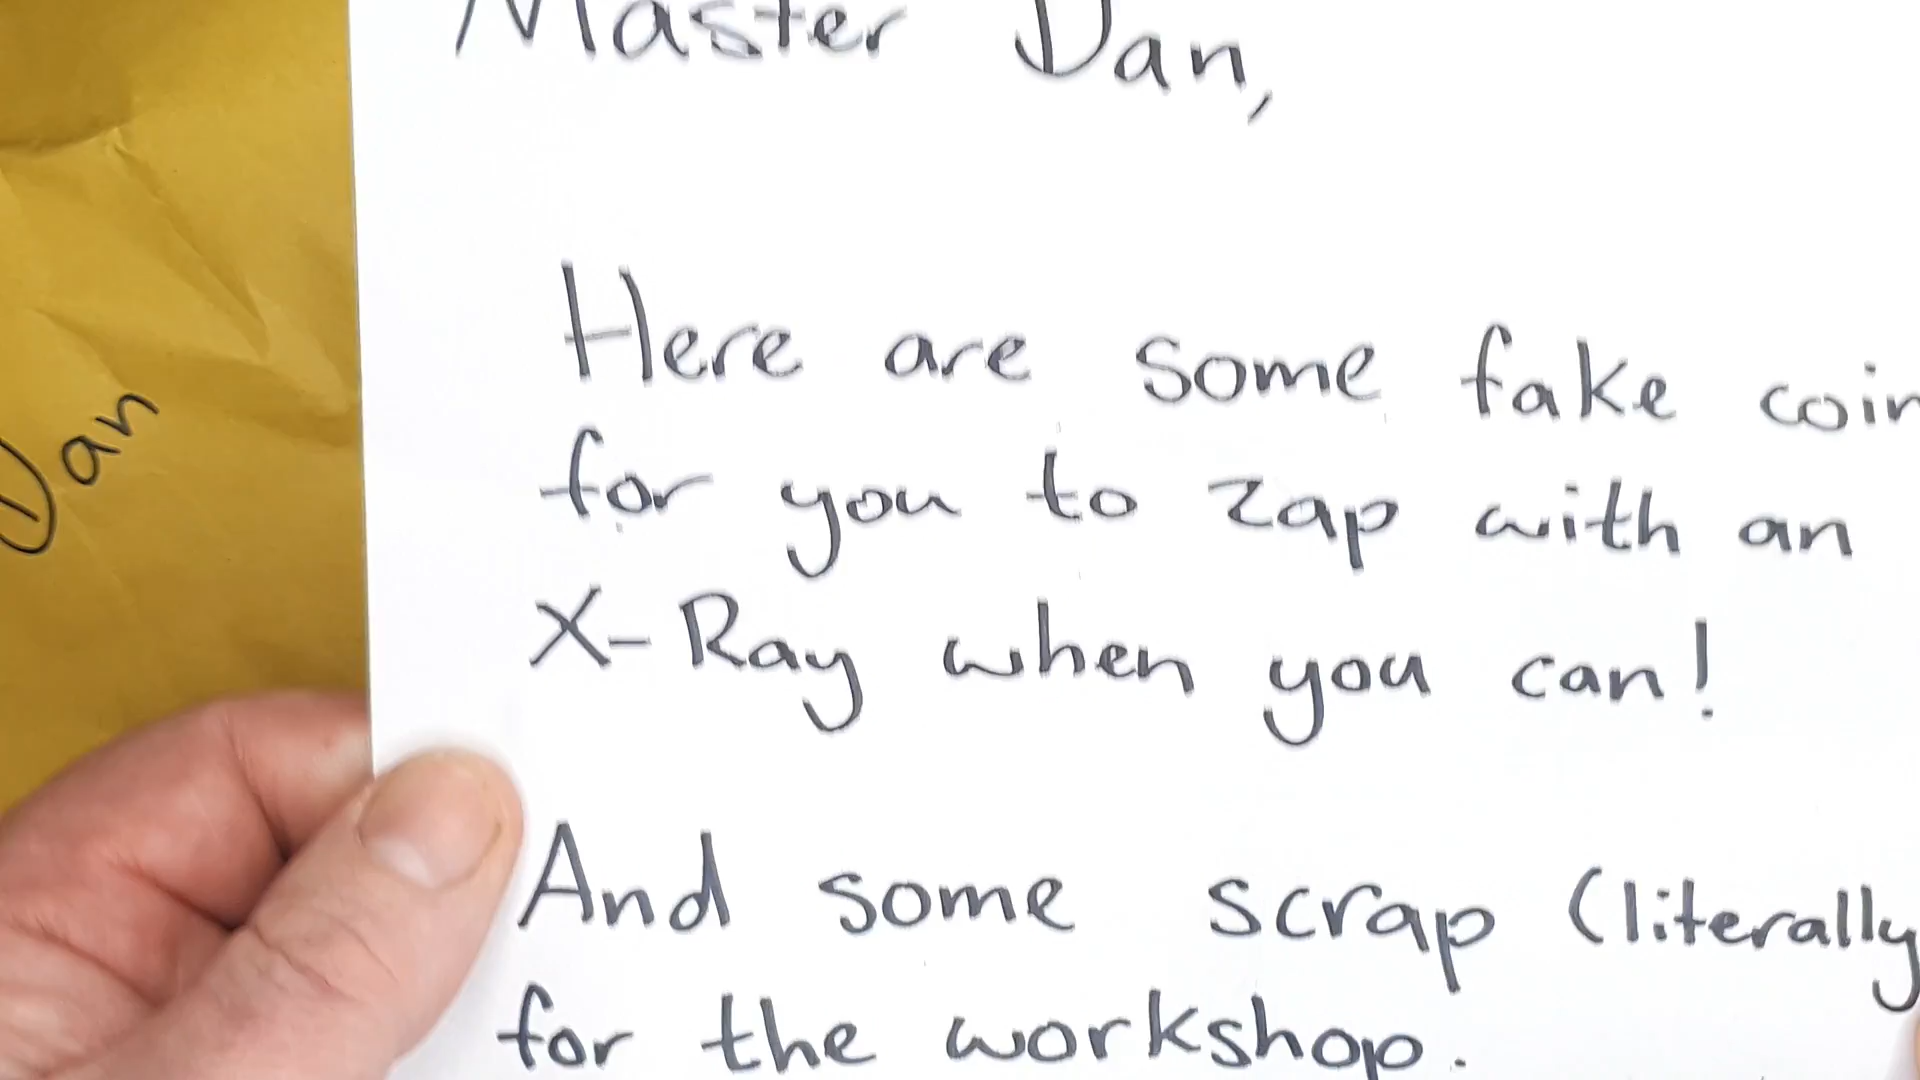 Master Dan,
Here are some fake coin
for you to zap with an
X-Ray when you can!
And some scrap (literally
for the workshop.
Dan